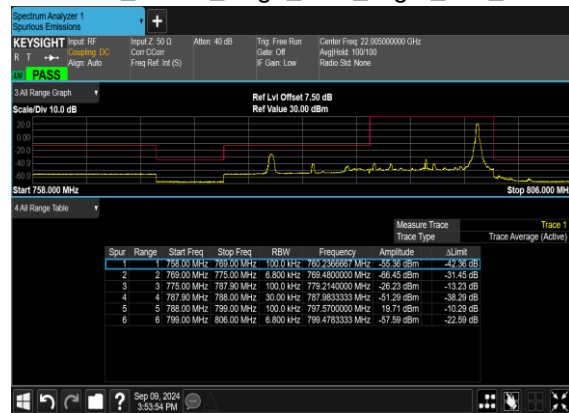 Spectrum Analyzer 1
Spurious Emissions
+
KEYSIGHT Input: RF Input Z: 50 Ω Atten: 40 dB Trig: Free Run Center Freq: 22.005000000 GHz
R T Coupling: DC Corr CCorr Gate: Off Avg|Hold: 100/100
Align: Auto Freq Ref: Int (S) IF Gain: Low Radio Std: None
PASS
3 All Range Graph
Ref Lvl Offset 7.50 dB
Scale/Div 10.0 dB Ref Value 30.00 dBm
20.0
0.00
-20.0
-40.0
-60.0
Start 758.000 MHz Stop 806.000 MHz
4 All Range Table
Measure Trace Trace 1
Trace Type Trace Average (Active)
Spur Range Start Freq Stop Freq RBW Frequency Amplitude ΔLimit
1 1 758.00 MHz 769.00 MHz 100.0 kHz 760.2366667 MHz -55.36 dBm -42.36 dB
2 2 769.00 MHz 775.00 MHz 6.800 kHz 769.4800000 MHz -66.45 dBm -31.45 dB
3 3 775.00 MHz 787.90 MHz 100.0 kHz 779.2140000 MHz -26.23 dBm -13.23 dB
4 4 787.90 MHz 788.00 MHz 30.00 kHz 787.9833333 MHz -51.29 dBm -38.29 dB
5 5 788.00 MHz 799.00 MHz 100.0 kHz 797.5700000 MHz 19.71 dBm -10.29 dB
6 6 799.00 MHz 806.00 MHz 6.800 kHz 799.4783333 MHz -57.59 dBm -22.59 dB
? Sep 09, 2024
3:53:54 PM